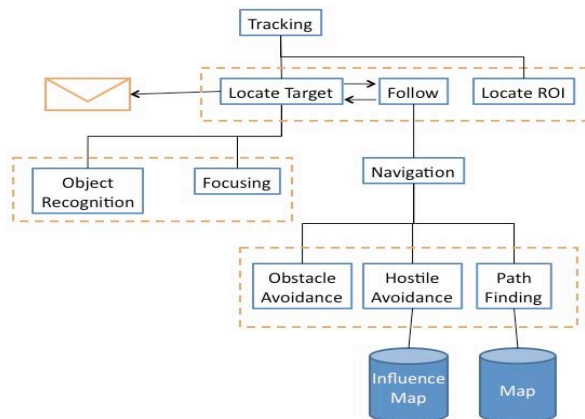 Tracking
Locate Target
Follow
Locate ROI
Object
Recognition
Focusing
Navigation
Obstacle
Avoidance
Hostile
Avoidance
Path
Finding
Influence
Map
Map